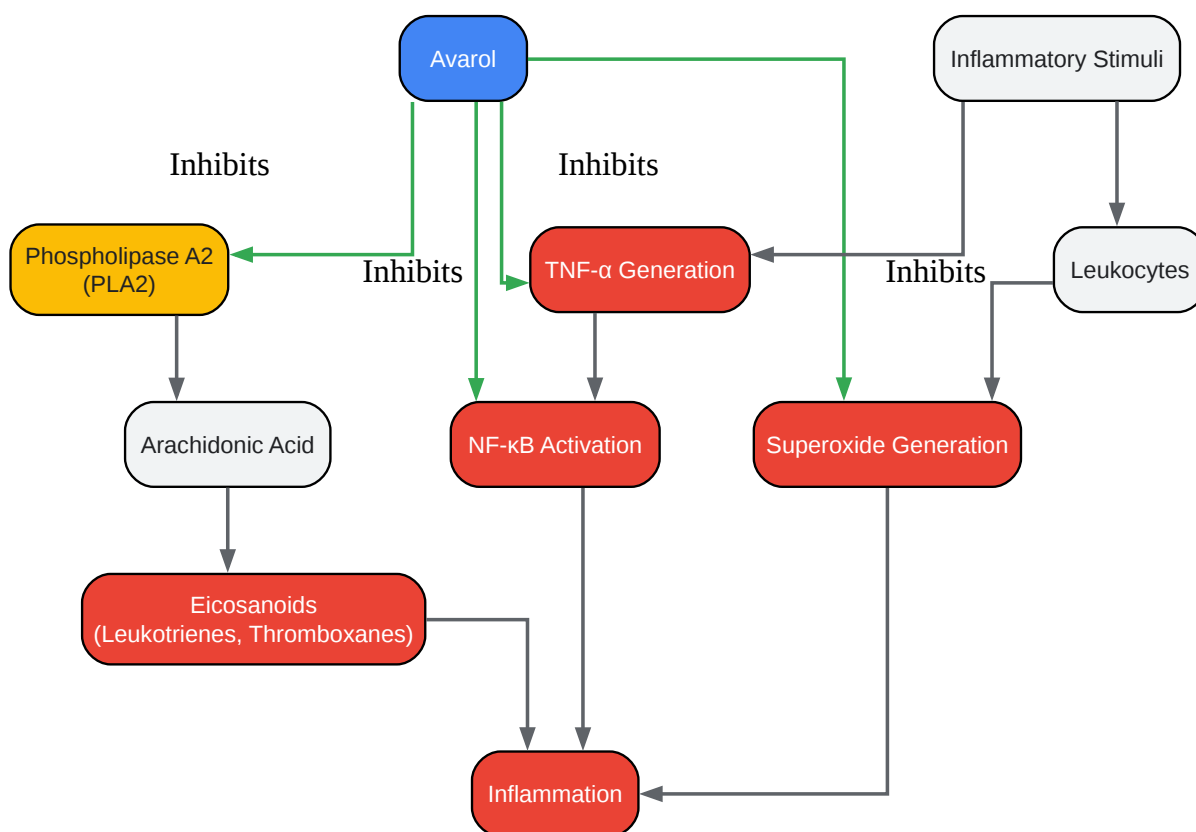 Avarol
Inflammatory Stimuli
Inhibits
Inhibits
Phospholipase A2
(PLA2)
Inhibits
TNF-α Generation
Inhibits
Leukocytes
Arachidonic Acid
NF-κB Activation
Superoxide Generation
Eicosanoids
(Leukotrienes, Thromboxanes)
Inflammation